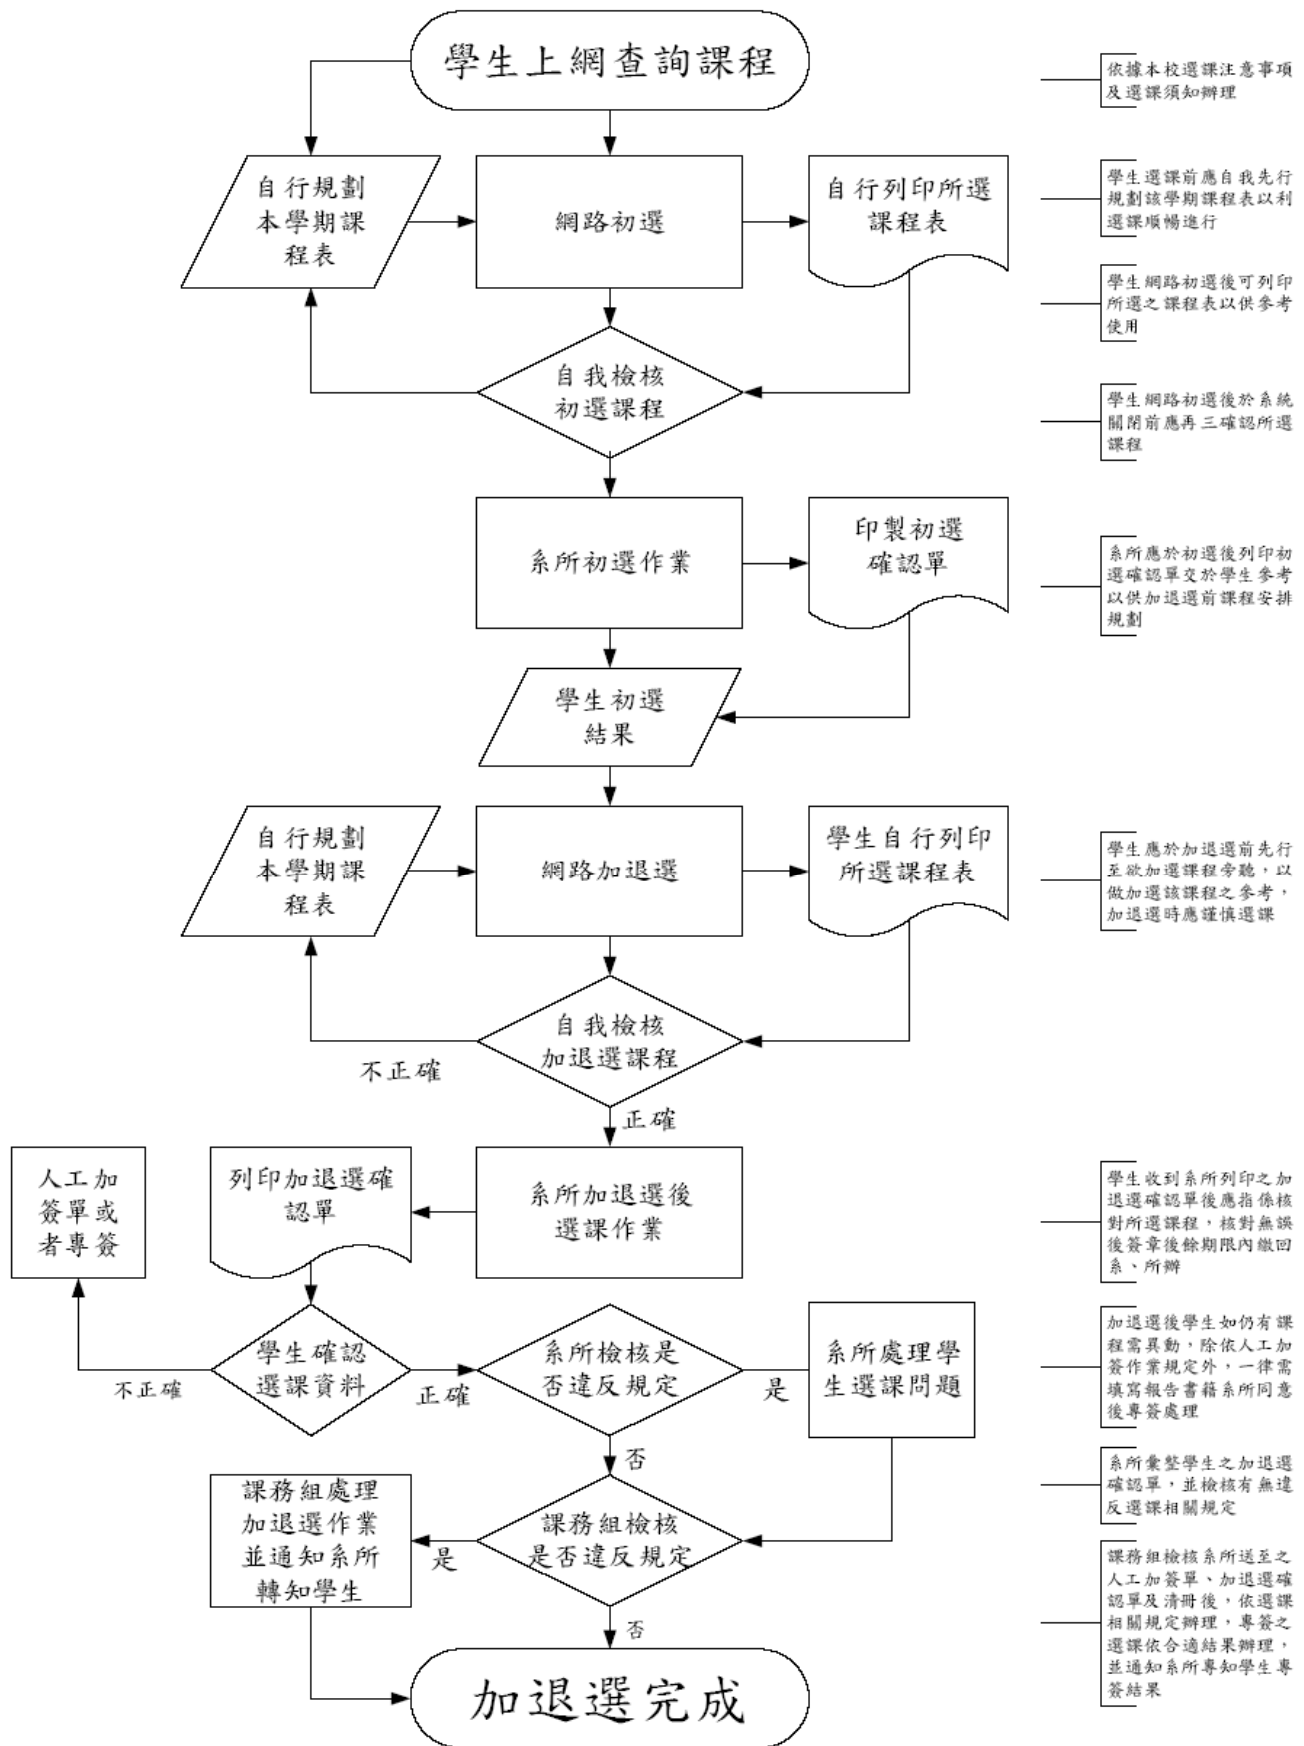 學生上網查詢課程
依據本校選課注意事項
及選課須知辦理
自行規劃
本學期課
程表
網路初選
自行列印所選
課程表
學生選課前應自我先行
規劃該學期課程表以利
選課順暢進行
學生網路初選後可列印
所選之課程表以供參考
使用
自我檢核
初選課程
學生網路初選後於系統
關閉前應再三確認所選
課程
系所初選作業
印製初選
確認單
系所應於初選後列印初
選確認單交於學生參考
以供加退選前課程安排
規劃
學生初選
結果
自行規劃
本學期課
程表
網路加退選
學生自行列印
所選課程表
學生應於加退選前先行
至欲加選課程旁聽，以
做加選該課程之參考，
加退選時應謹慎選課
自我檢核
加退選課程
不正確
正確
人工加
簽單或
者專簽
列印加退選確
認單
系所加退選後
選課作業
學生收到系所列印之加
退選確認單後應指係核
對所選課程，核對無誤
後簽章後餘期限內繳回
系、所辦
學生確認
選課資料
不正確
正確
系所檢核是
否違反規定
是
否
系所處理學
生選課問題
加退選後學生如仍有課
程需異動，除依人工加
簽作業規定外，一律需
填寫報告書籍系所同意
後專簽處理
系所彙整學生之加退選
確認單，並檢核有無違
反選課相關規定
課務組處理
加退選作業
並通知系所
轉知學生
是
課務組檢核
是否違反規定
否
課務組檢核系所送至之
人工加簽單、加退選確
認單及清冊後，依選課
相關規定辦理，專簽之
選課依合適結果辦理，
並通知系所專知學生專
簽結果
加退選完成